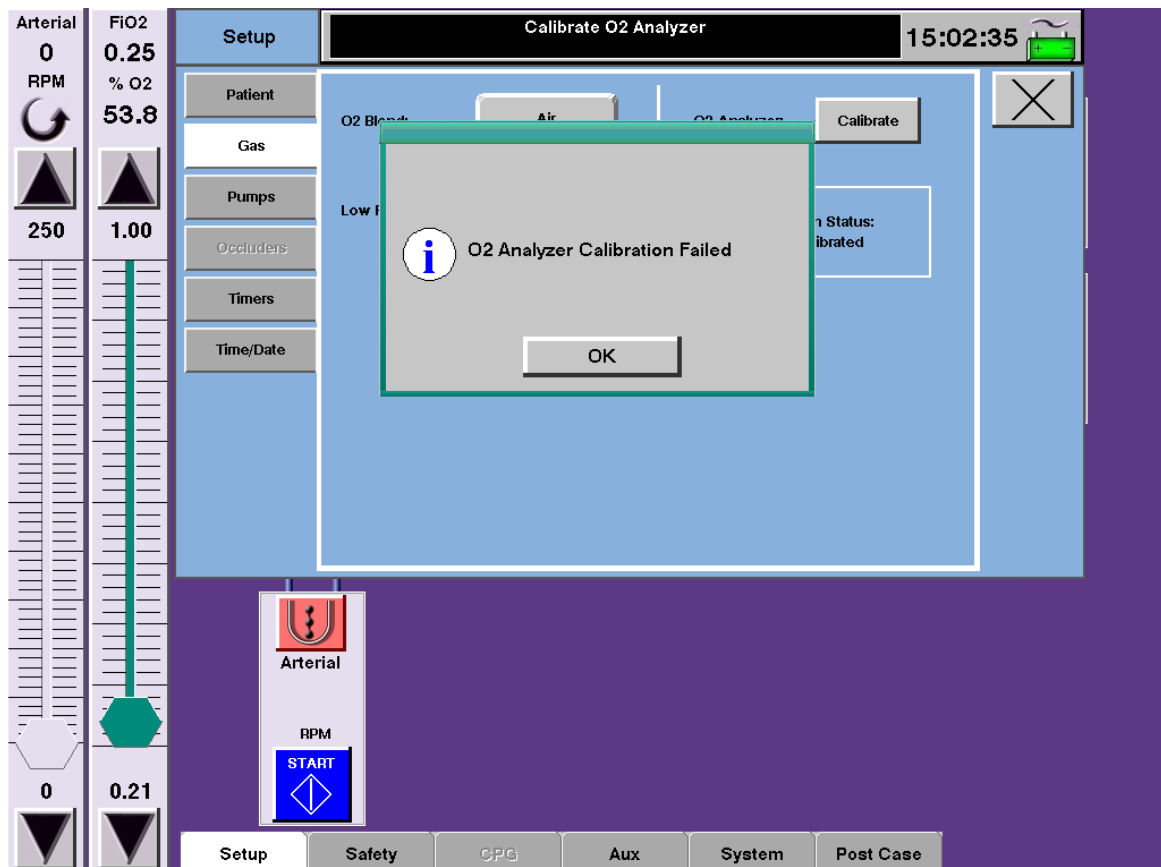 Arterial
0
RPM
250
0
FiO2
0.25
% O2
53.8
1.00
0.21
Setup
Calibrate O2 Analyzer
15:02:35
Patient
Gas
Pumps
Occluders
Timers
Time/Date
Calibrate
O2 Analyzer Calibration Failed
OK
Status:
Arterial
RPM
START
Setup
Safety
CPG
Aux
System
Post Case